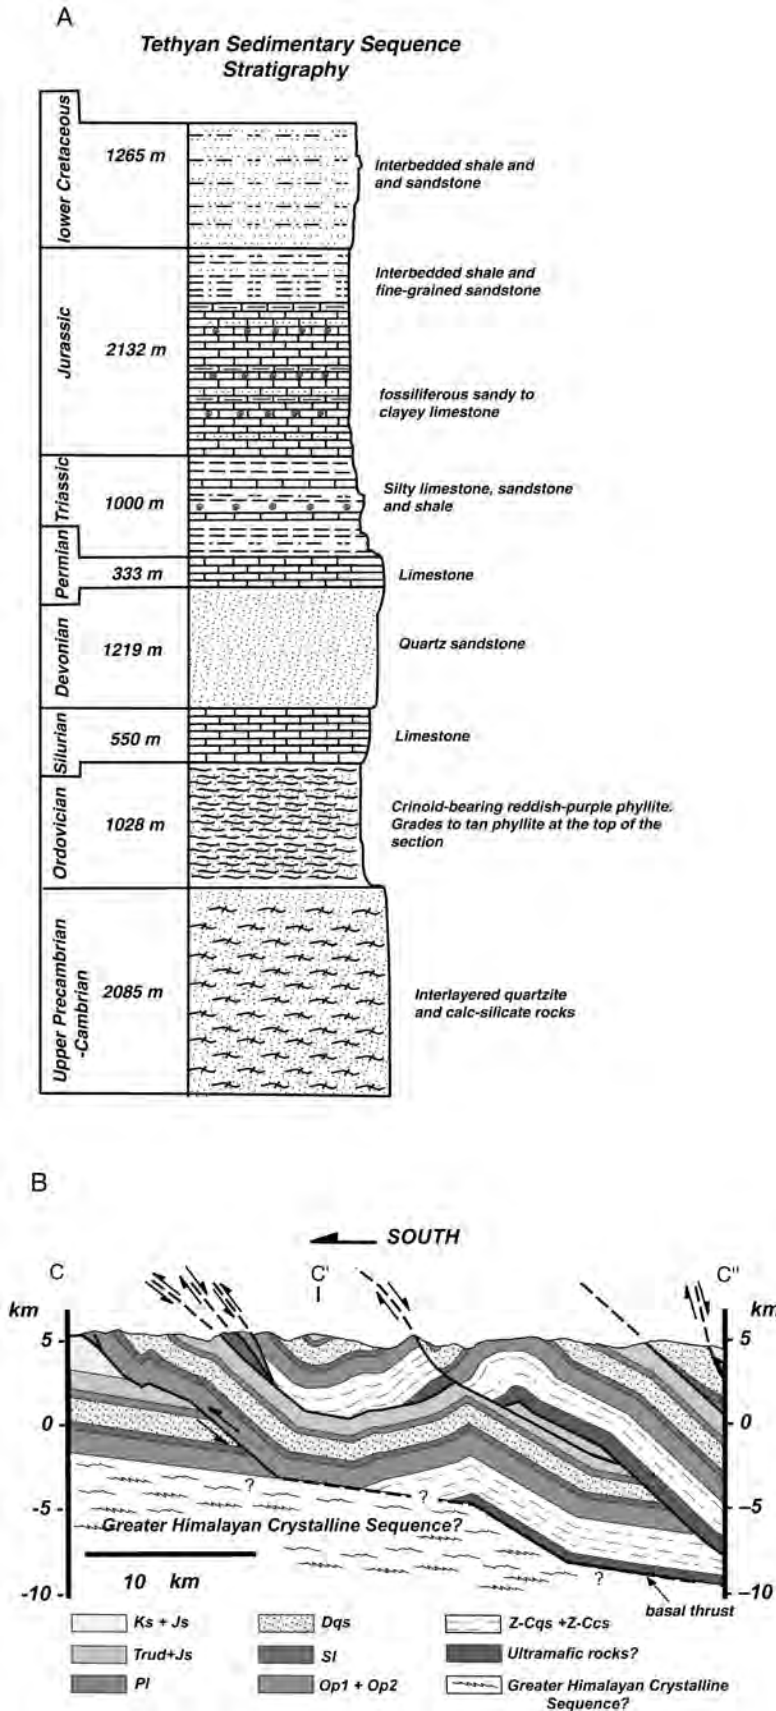 A
Tethyan Sedimentary Sequence
Stratigraphy
lower Cretaceous
1265 m
Interbedded shale and
and sandstone
Jurassic
2132 m
Interbedded shale and
fine-grained sandstone
fossiliferous sandy to
clayey limestone
Triassic
1000 m
Silty limestone, sandstone
and shale
Permian
333 m
Limestone
Devonian
1219 m
Quartz sandstone
Silurian
550 m
Limestone
Ordovician
1028 m
Crinoid-bearing reddish-purple phyllite.
Grades to tan phyllite at the top of the
section
Upper Precambrian
-Cambrian
2085 m
Interlayered quartzite
and calc-silicate rocks
B
SOUTH
C C' C"
km km
5 5
0 0
-5 -5
-10 -10
? ? ?
Greater Himalayan Crystalline Sequence?
10 km
basal thrust
Ks + Js Dqs Z-Cqs +Z-Ccs
Trud+Js Sl Ultramafic rocks?
Pl Op1 + Op2 Greater Himalayan Crystalline
Sequence?